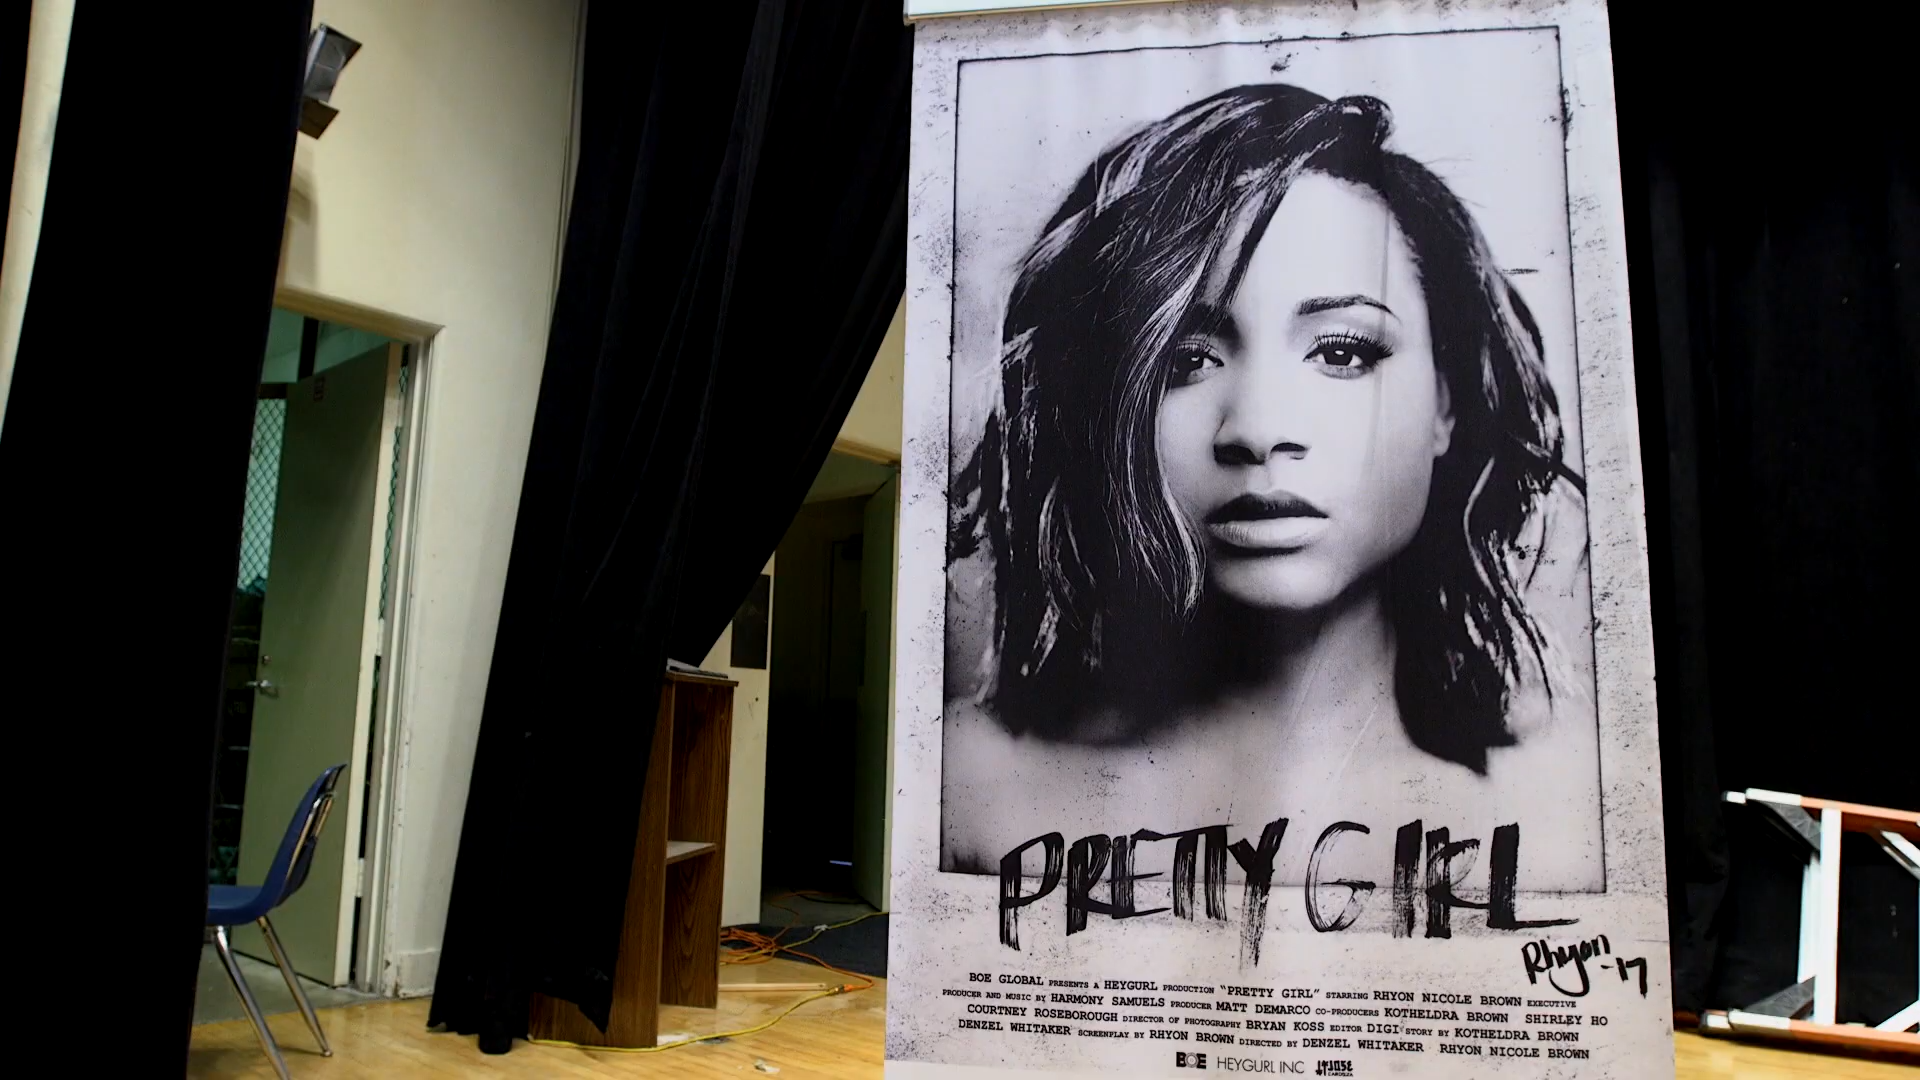 PRETTY GIRL
Rhyon -17
BOE GLOBAL PRESENTS A HEYGURL PRODUCTION "PRETTY GIRL" STARRING RHYON NICOLE BROWN EXECUTIVE
PRODUCER AND MUSIC BY HARMONY SAMUELS PRODUCER MATT DEMARCO CO-PRODUCERS KOTHELDRA BROWN SHIRLEY HO
COURTNEY ROSEBOROUGH DIRECTOR OF PHOTOGRAPHY BRYAN KOSS EDITOR DIGI STORY BY KOTHELDRA BROWN
DENZEL WHITAKER SCREENPLAY BY RHYON BROWN DIRECTED BY DENZEL WHITAKER RHYON NICOLE BROWN
BOE HEYGURL INC